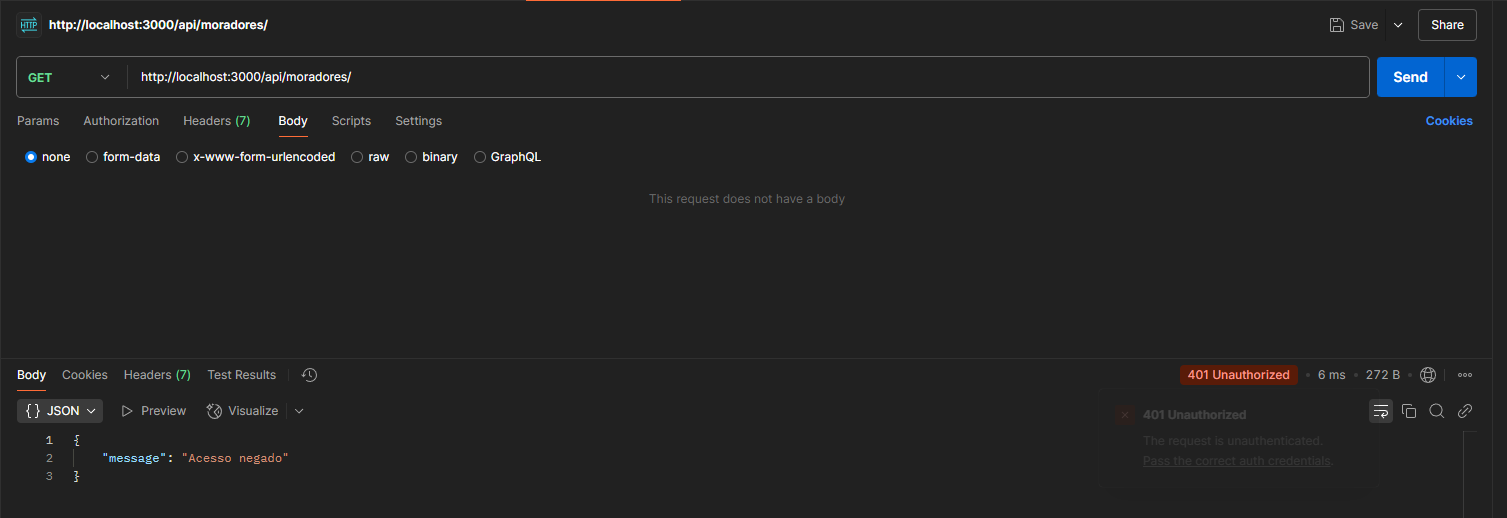 HTTP http://localhost:3000/api/moradores/ Save Share
GET http://localhost:3000/api/moradores/ Send
Params Authorization Headers (7) Body Scripts Settings Cookies
none form-data x-www-form-urlencoded raw binary GraphQL
This request does not have a body
Body Cookies Headers (7) Test Results 401 Unauthorized • 6 ms • 272 B •
{} JSON Preview Visualize
401 Unauthorized
The request is unauthenticated.
Pass the correct auth credentials.
1 {
2 "message": "Acesso negado"
3 }